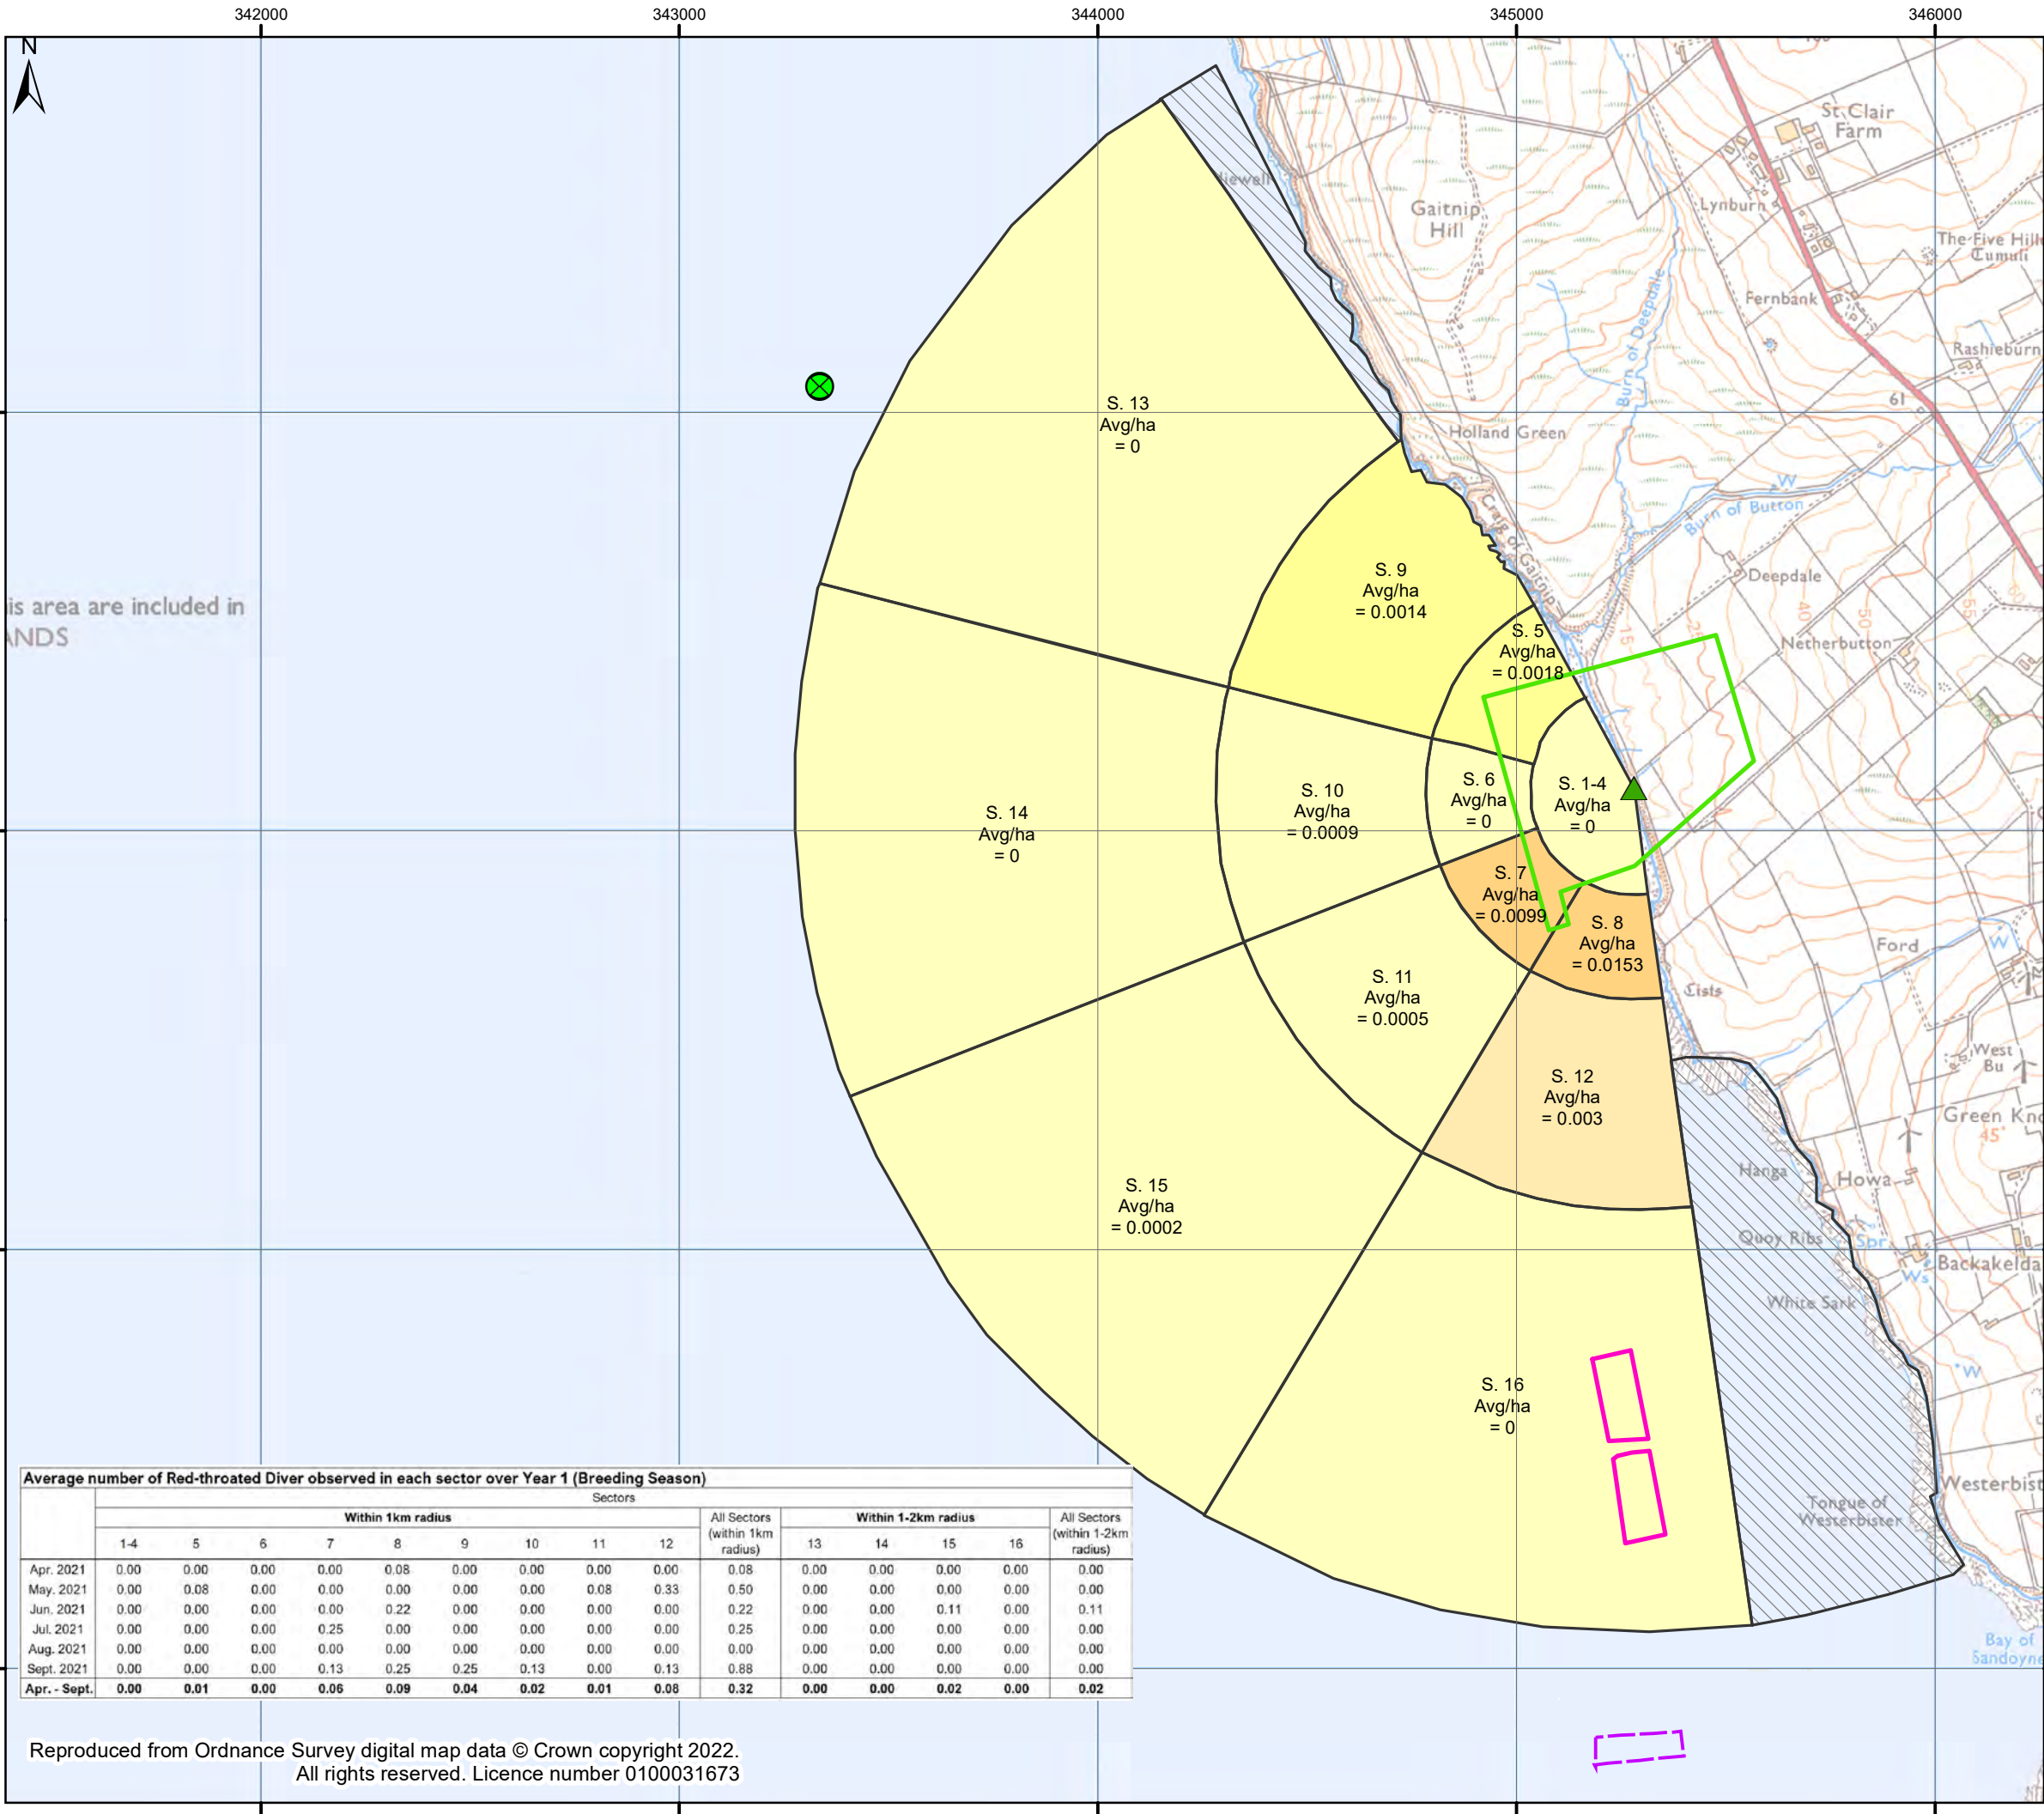 342000 343000 344000 345000 346000
N
St Clair
Farm
Gaitnip
Hill
Lynburn
The Five Hill
Tumuli
Burn of Deepdale
Fernbank
Rashieburn
61
Holland Green
S. 13
Avg/ha
= 0
W
Burn of Button
Craig of Gaitnip
S. 9
Avg/ha
= 0.0014
Deepdale
is area are included in
ANDS
15
25
40
50
55
60
Netherbutton
S. 5
Avg/ha
= 0.0018
S. 6
Avg/ha
= 0
S. 1-4
Avg/ha
= 0
S. 10
Avg/ha
= 0.0009
S. 14
Avg/ha
= 0
S. 7
Avg/ha
= 0.0099
S. 8
Avg/ha
= 0.0153
Ford
W
Cists
S. 11
Avg/ha
= 0.0005
West
Bu
S. 12
Avg/ha
= 0.003
Green Kno
45
Hanga
Howa
S. 15
Avg/ha
= 0.0002
Quoy Ribs
Spr
Ws
Backakelda
White Sark
W
S. 16
Avg/ha
= 0
Westerbist
Tongue of
Westerbister
Bay of
Sandoyne
Average number of Red-throated Diver observed in each sector over Year 1 (Breeding Season)
Sectors
Within 1km radius All Sectors (within 1km radius) Within 1-2km radius All Sectors (within 1-2km radius)
1-4 5 6 7 8 9 10 11 12 13 14 15 16
Apr. 2021 0.00 0.00 0.00 0.00 0.08 0.00 0.00 0.00 0.00 0.08 0.00 0.00 0.00 0.00 0.00
May. 2021 0.00 0.08 0.00 0.00 0.00 0.00 0.00 0.08 0.33 0.50 0.00 0.00 0.00 0.00 0.00
Jun. 2021 0.00 0.00 0.00 0.00 0.22 0.00 0.00 0.00 0.00 0.22 0.00 0.00 0.11 0.00 0.11
Jul. 2021 0.00 0.00 0.00 0.25 0.00 0.00 0.00 0.00 0.00 0.25 0.00 0.00 0.00 0.00 0.00
Aug. 2021 0.00 0.00 0.00 0.00 0.00 0.00 0.00 0.00 0.00 0.00 0.00 0.00 0.00 0.00 0.00
Sept. 2021 0.00 0.00 0.00 0.13 0.25 0.25 0.13 0.00 0.13 0.88 0.00 0.00 0.00 0.00 0.00
Apr. - Sept. 0.00 0.01 0.00 0.06 0.09 0.04 0.02 0.01 0.08 0.32 0.00 0.00 0.02 0.00 0.02
Reproduced from Ordnance Survey digital map data © Crown copyright 2022.
All rights reserved. Licence number 0100031673